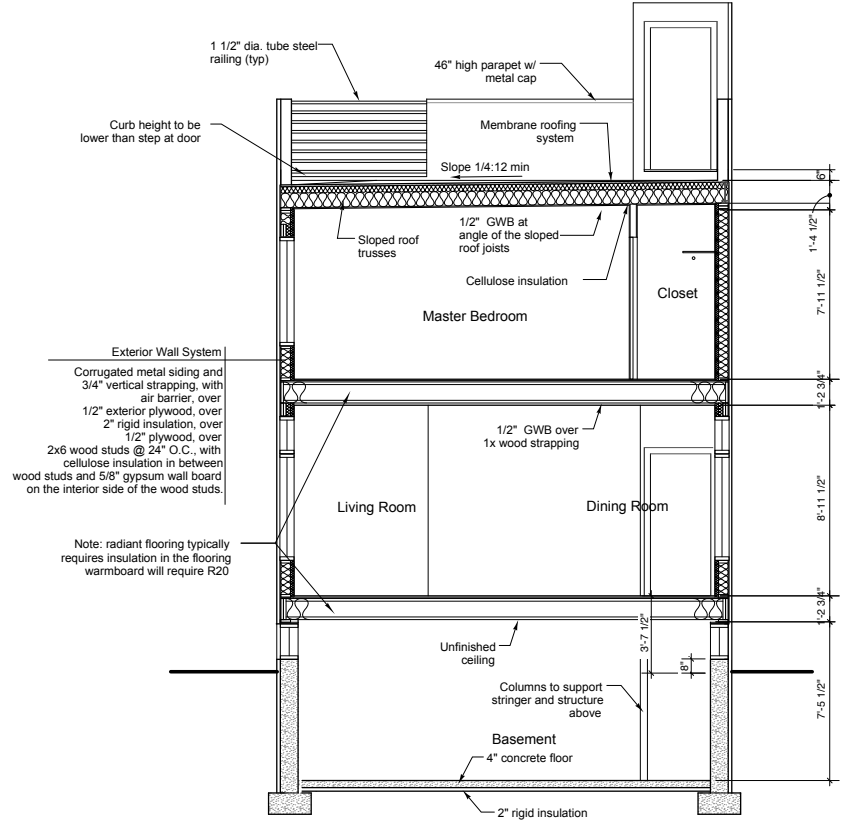 1 1/2" dia. tube steel
railing (typ)
46" high parapet w/
metal cap
Curb height to be
lower than step at door
Membrane roofing
system
Slope 1/4:12 min
6"
1'-4 1/2"
Sloped roof
trusses
1/2" GWB at
angle of the sloped
roof joists
Cellulose insulation
Closet
Master Bedroom
7'-11 1/2"
Exterior Wall System
Corrugated metal siding and
3/4" vertical strapping, with
air barrier, over
1/2" exterior plywood, over
2" rigid insulation, over
1/2" plywood, over
2x6 wood studs @ 24" O.C., with
cellulose insulation in between
wood studs and 5/8" gypsum wall board
on the interior side of the wood studs.
1'-2 3/4"
1/2" GWB over
1x wood strapping
Living Room
Dining Room
8'-11 1/2"
Note: radiant flooring typically
requires insulation in the flooring
warmboard will require R20
1'-2 3/4"
Unfinished
ceiling
3'-7 1/2"
8"
Columns to support
stringer and structure
above
7'-5 1/2"
Basement
4" concrete floor
2" rigid insulation